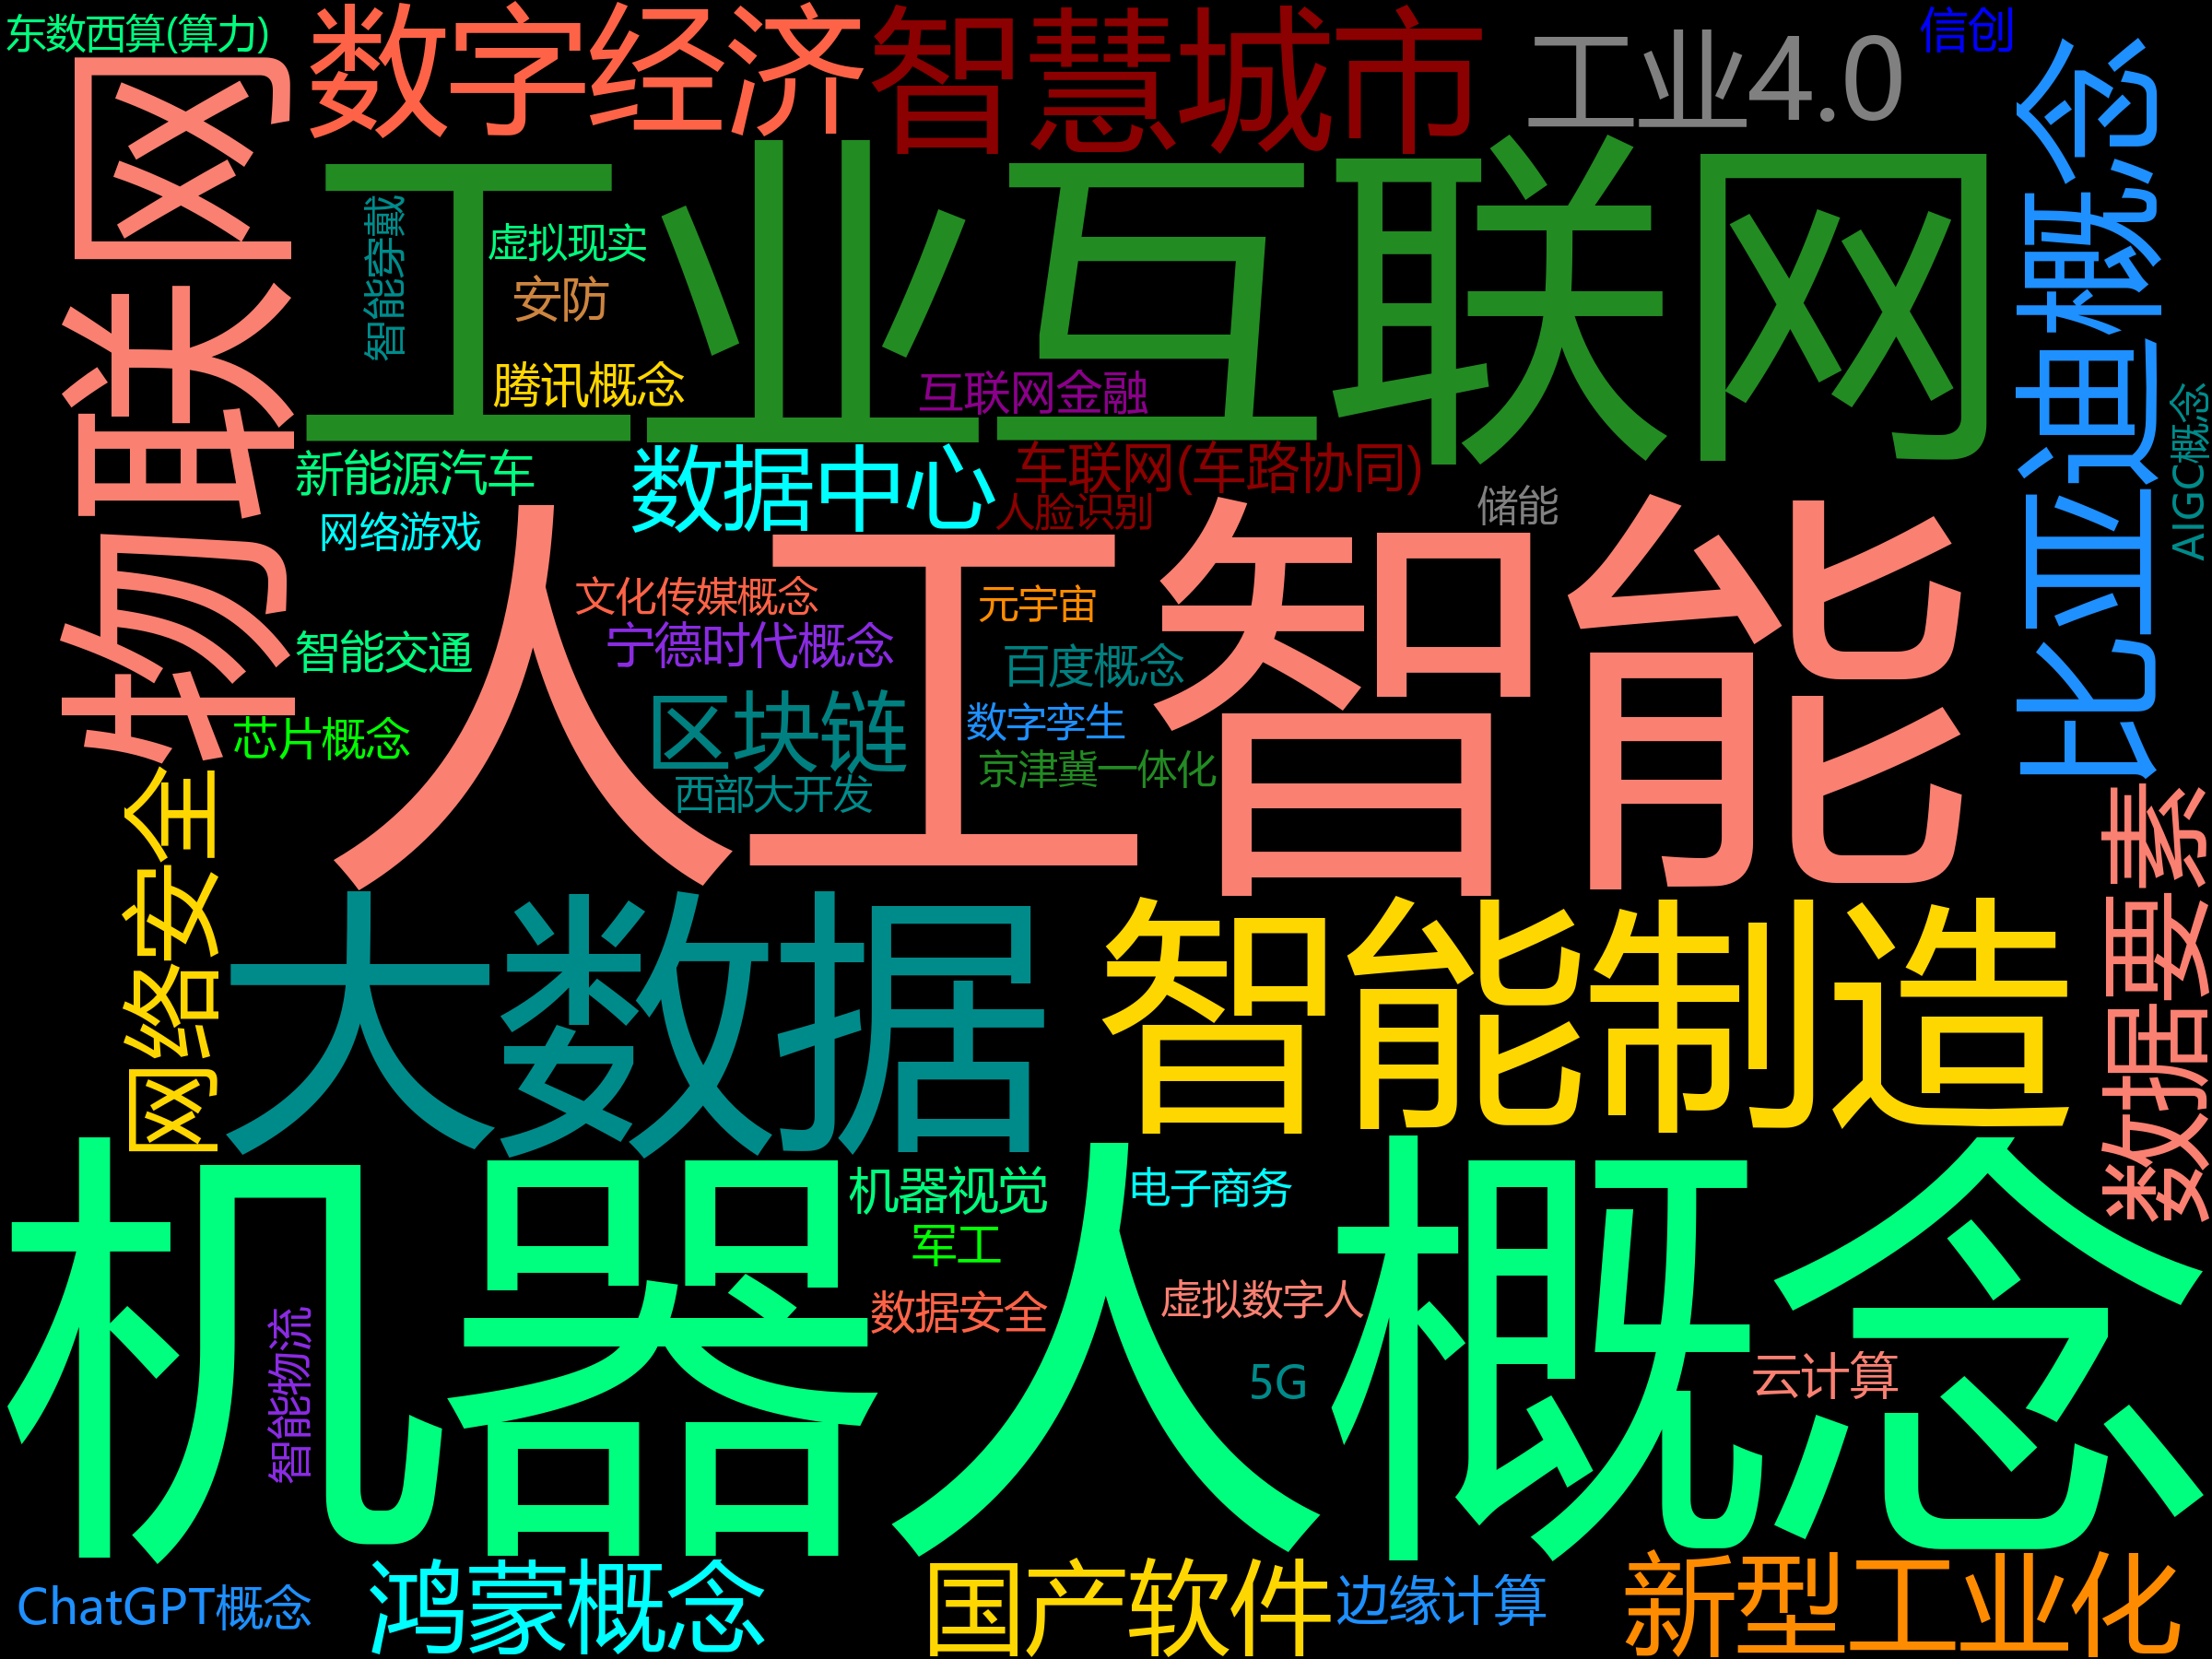 东数西算(算力)
数字经济
智慧城市
工业4.0
信创
物联网
工业互联网
比亚迪概念
智能穿戴
虚拟现实
安防
腾讯概念
互联网金融
AIGC概念
新能源汽车
数据中心
车联网(车路协同)
人脸识别
储能
网络游戏
人工智能
文化传媒概念
元宇宙
宁德时代概念
智能交通
百度概念
区块链
数字孪生
芯片概念
京津冀一体化
西部大开发
网络安全
数据要素
大数据
智能制造
机器人概念
机器视觉
电子商务
军工
数据安全
虚拟数字人
智能物流
5G
云计算
ChatGPT概念
鸿蒙概念
国产软件
边缘计算
新型工业化